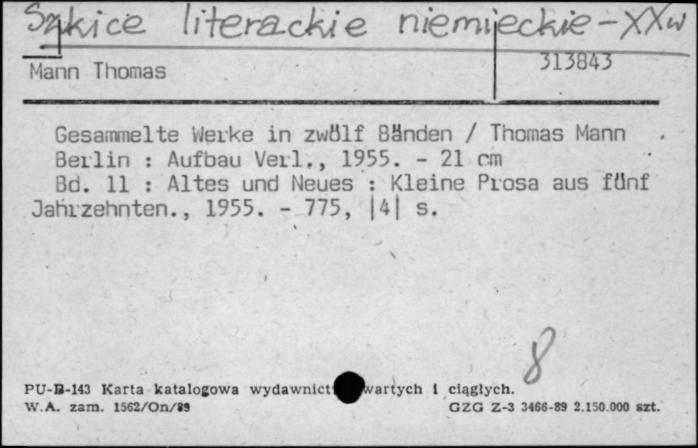 Szkice literackie niemieckie - XXw
Mann Thomas 313843
Gesammelte Werke in zwölf Bänden / Thomas Mann .
Berlin : Aufbau Verl., 1955. - 21 cm
Bd. 11 : Altes und Neues : Kleine Prosa aus fünf
Jahrzehnten., 1955. - 775, |4| s.
8
PU-B-143 Karta katalogowa wydawnict wartych i ciągłych.
W.A. zam. 1562/On/89 GZG Z-3 3466-89 2.150.000 szt.